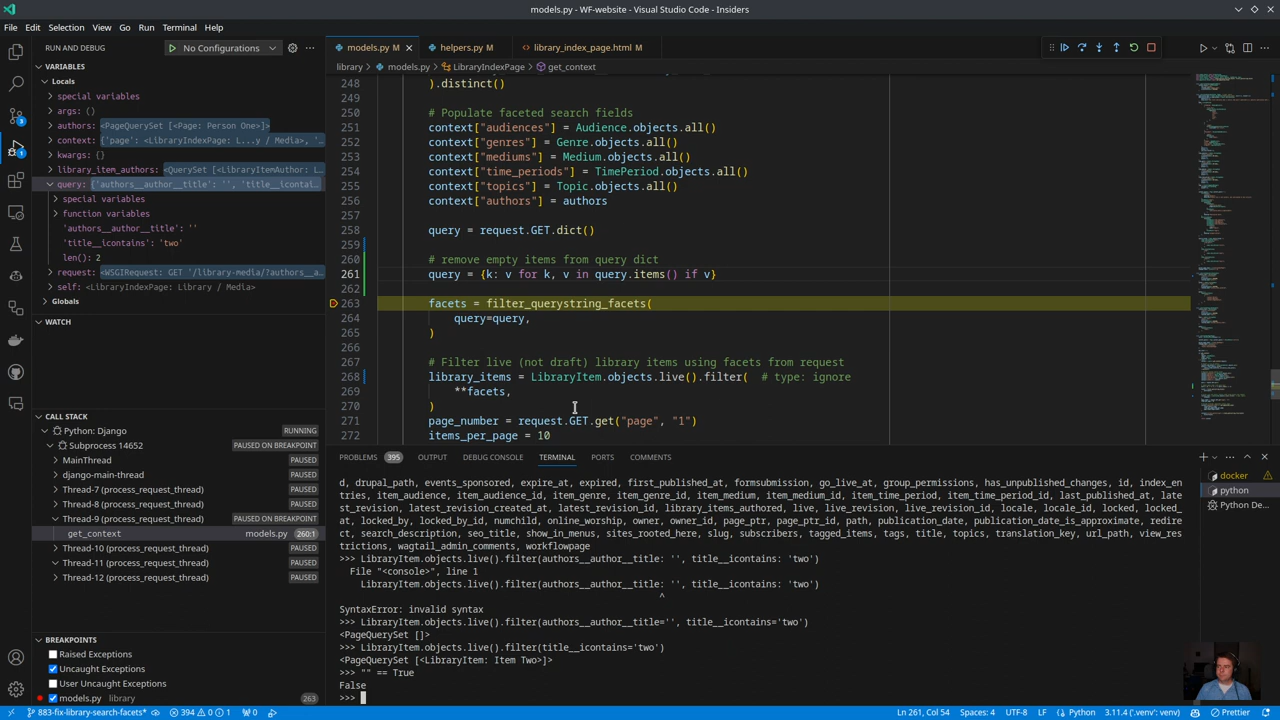 models.py - WF-website - Visual Studio Code - Insiders
File Edit Selection View Go Run Terminal Help
RUN AND DEBUG
No Configurations
models.py M
helpers.py M
library_index_page.html M
VARIABLES
Locals
special variables
args: ()
authors: <PageQuerySet [<Page: Person One>]>
context: {'page': <LibraryIndexPage: L...y / Media>, '...
kwargs: {}
library_item_authors: <QuerySet [<LibraryItemAuthor: L...
query: {'authors__author__title': '', 'title__icontai...
special variables
function variables
'authors__author__title': ''
'title__icontains': 'two'
len(): 2
request: <WSGIRequest: GET '/library-media/?authors__a...
self: <LibraryIndexPage: Library / Media>
Globals
WATCH
CALL STACK
Python: Django RUNNING
Subprocess 14652 PAUSED ON BREAKPOINT
MainThread PAUSED
django-main-thread PAUSED
Thread-7 (process_request_thread) PAUSED
Thread-8 (process_request_thread) PAUSED
Thread-9 (process_request_thread) PAUSED ON BREAKPOINT
get_context models.py 260:1
Thread-10 (process_request_thread) PAUSED
Thread-11 (process_request_thread) PAUSED
Thread-12 (process_request_thread) PAUSED
BREAKPOINTS
Raised Exceptions
Uncaught Exceptions
User Uncaught Exceptions
models.py library 263
library > models.py > LibraryIndexPage > get_context
248 ).distinct()
249
250 # Populate faceted search fields
251 context["audiences"] = Audience.objects.all()
252 context["genres"] = Genre.objects.all()
253 context["mediums"] = Medium.objects.all()
254 context["time_periods"] = TimePeriod.objects.all()
255 context["topics"] = Topic.objects.all()
256 context["authors"] = authors
257
258 query = request.GET.dict()
259
260 # remove empty items from query dict
261 query = {k: v for k, v in query.items() if v}
262
263 facets = filter_querystring_facets(
264 query=query,
265 )
266
267 # Filter live (not draft) library items using facets from request
268 library_items = LibraryItem.objects.live().filter( # type: ignore
269 **facets
270 )
271 page_number = request.GET.get("page", "1")
272 items_per_page = 10
PROBLEMS 395 OUTPUT DEBUG CONSOLE TERMINAL PORTS COMMENTS
d, drupal_path, events_sponsored, expire_at, expired, first_published_at, formsubmission, go_live_at, group_permissions, has_unpublished_changes, id, index_en
tries, item_audience, item_audience_id, item_genre, item_genre_id, item_medium, item_medium_id, item_time_period, item_time_period_id, last_published_at, lat
est_revision, latest_revision_created_at, latest_revision_id, library_items_authored, live, live_revision, live_revision_id, locale, locale_id, locked, locked_at,
locked_by, locked_by_id, numchild, online_worship, owner, owner_id, page_ptr, page_ptr_id, path, publication_date, publication_date_is_approximate, redire
ct, search_description, seo_title, show_in_menus, sites_rooted_here, slug, subscribers, tagged_items, tags, title, topics, translation_key, url_path, view_res
trictions, wagtail_admin_comments, workflowpage
>>> LibraryItem.objects.live().filter(authors__author__title: '', title__icontains: 'two')
File "<console>", line 1
LibraryItem.objects.live().filter(authors__author__title: '', title__icontains: 'two')
^
SyntaxError: invalid syntax
>>> LibraryItem.objects.live().filter(authors__author__title='', title__icontains='two')
<PageQuerySet []>
>>> LibraryItem.objects.live().filter(title__icontains='two')
<PageQuerySet [<LibraryItem: Item Two>]>
>>> "" == True
False
>>>
docker
python
Python De...
883-fix-library-search-facets* 394 0 1 0 Ln 261, Col 54 Spaces: 4 UTF-8 LF Python 3.11.4 ('.venv': venv) Prettier